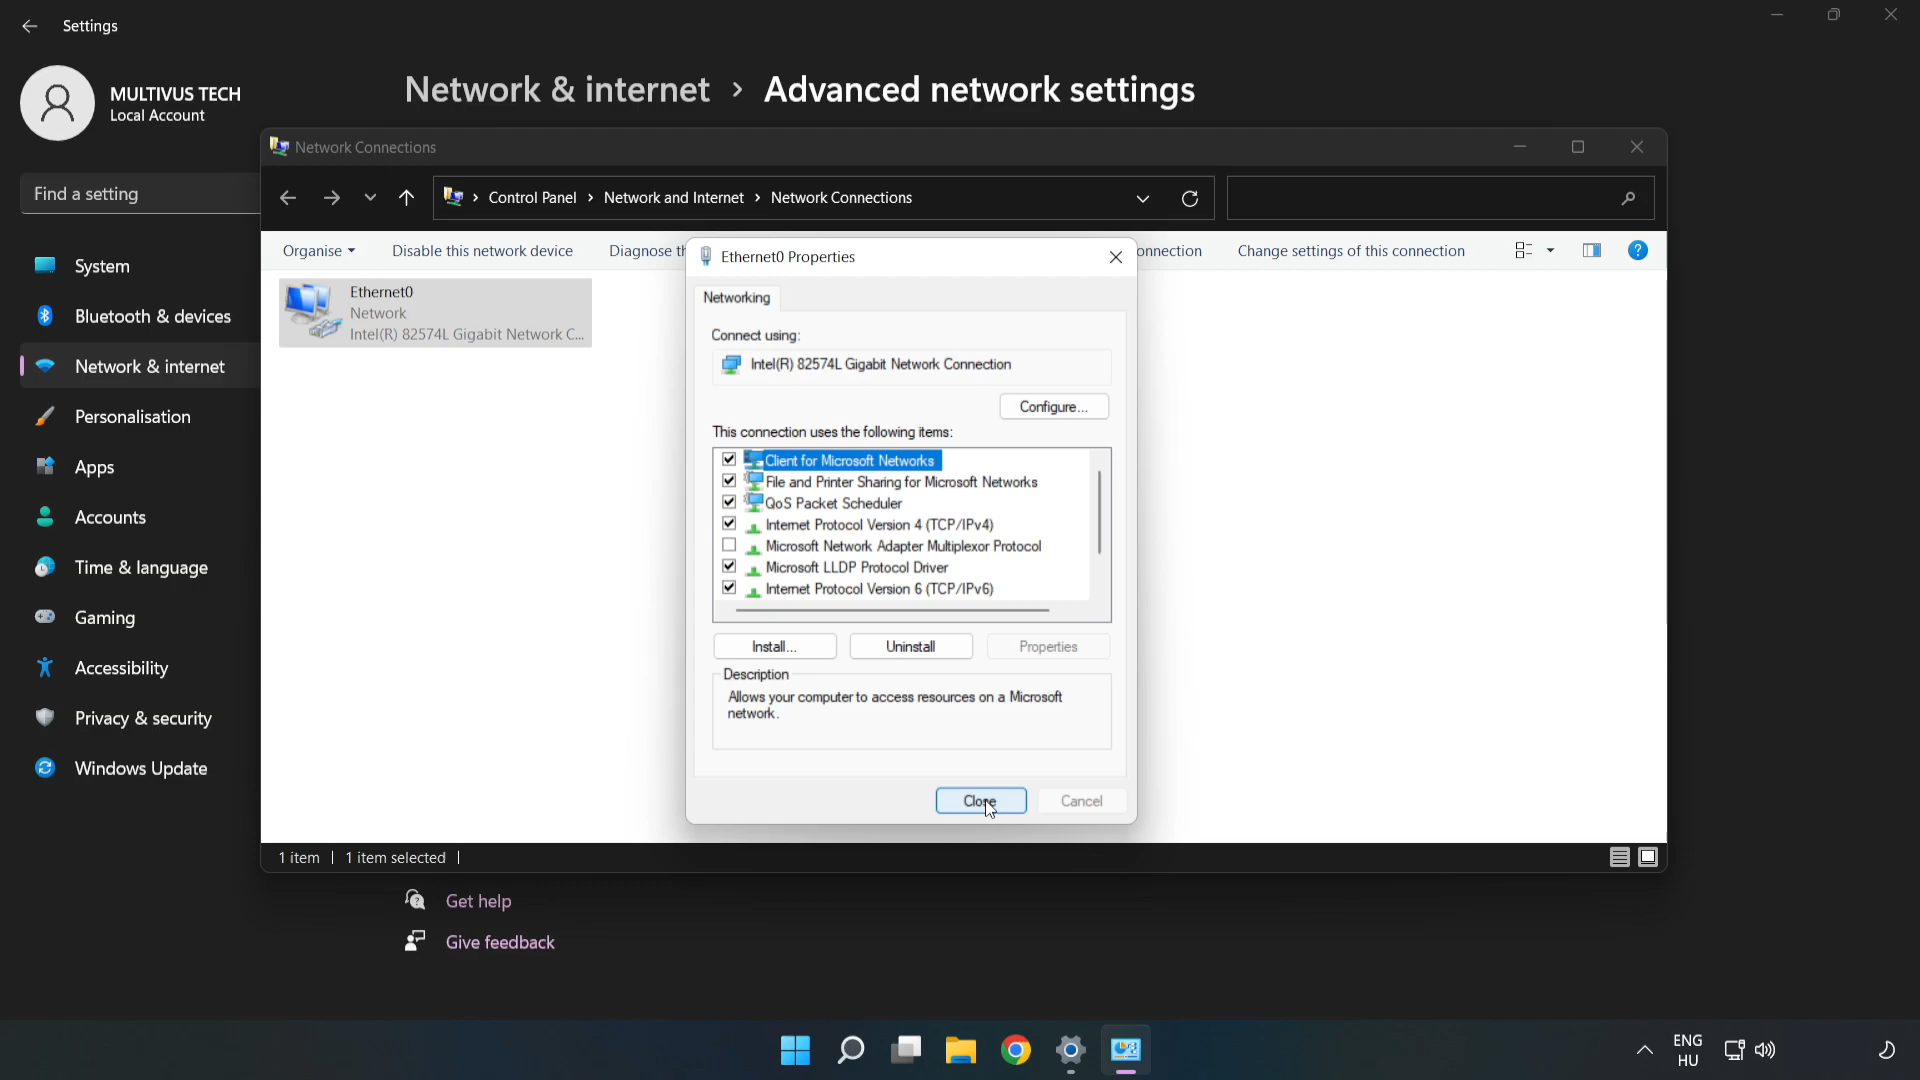 Settings
MULTIVUS TECH
Local Account
Network & internet › Advanced network settings
Find a setting
System
Bluetooth & devices
Network & internet
Personalisation
Apps
Accounts
Time & language
Gaming
Accessibility
Privacy & security
Windows Update
Network Connections
Control Panel › Network and Internet › Network Connections
Organise
Disable this network device
Diagnose th
onnection
Change settings of this connection
Ethernet0
Network
Intel(R) 82574L Gigabit Network C...
Ethernet0 Properties
Networking
Connect using:
Intel(R) 82574L Gigabit Network Connection
Configure...
This connection uses the following items:
Client for Microsoft Networks
File and Printer Sharing for Microsoft Networks
QoS Packet Scheduler
Internet Protocol Version 4 (TCP/IPv4)
Microsoft Network Adapter Multiplexor Protocol
Microsoft LLDP Protocol Driver
Internet Protocol Version 6 (TCP/IPv6)
Install...
Uninstall
Properties
Description
Allows your computer to access resources on a Microsoft
network.
Close
Cancel
1 item
1 item selected
Get help
Give feedback
ENG
HU